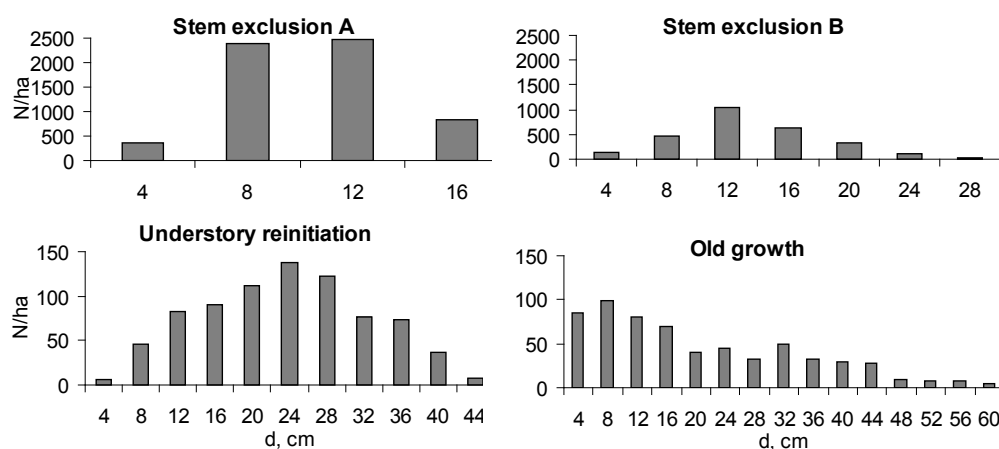 Stem exclusion A
2500
2000
1500
1000
500
0
N/ha
4 8 12 16
Stem exclusion B
2500
2000
1500
1000
500
0
4 8 12 16 20 24 28
Understory reinitiation
150
100
50
0
N/ha
4 8 12 16 20 24 28 32 36 40 44
d, cm
Old growth
150
100
50
0
4 8 12 16 20 24 28 32 36 40 44 48 52 56 60
d, cm